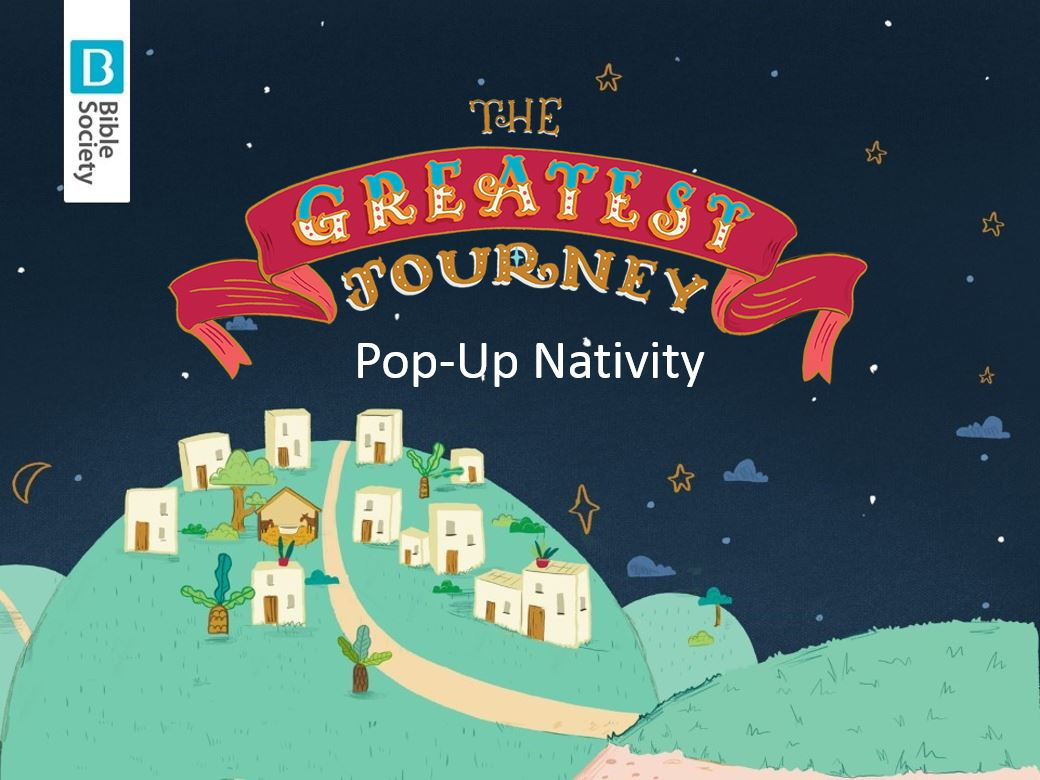 B
Bible
Society
THE
GREATEST
JOURNEY
Pop-Up Nativity